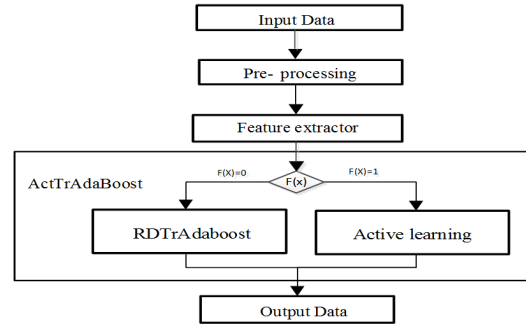 Input Data
Pre- processing
Feature extractor
ActTrAdaBoost
F(X)=0
F(x)
F(X)=1
RDTrAdaboost
Active learning
Output Data